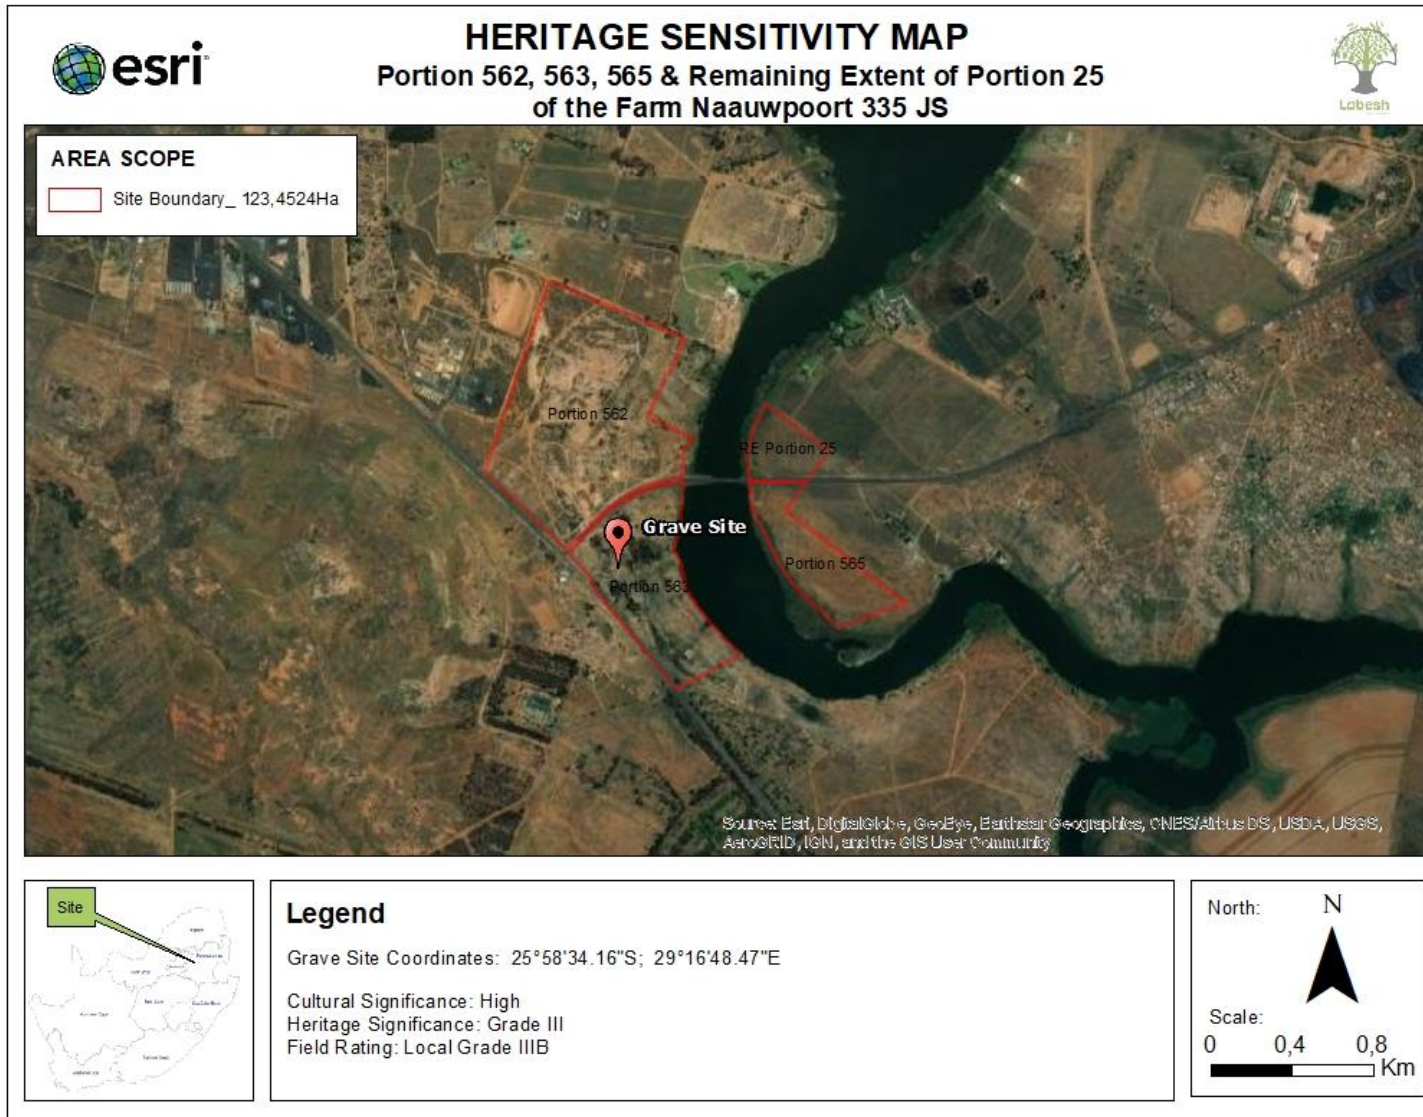 esri
HERITAGE SENSITIVITY MAP
Portion 562, 563, 565 & Remaining Extent of Portion 25
of the Farm Naauwpoort 335 JS
Labesh
AREA SCOPE
Site Boundary_ 123,4524Ha
Portion 562
RE Portion 25
Grave Site
Portion 565
Portion 563
Source: Esri, DigitalGlobe, GeoEye, Earthstar Geographics, CNES/Airbus DS, USDA, USGS,
AeroGRID, IGN, and the GIS User Community
Site
Legend
Grave Site Coordinates: 25°58'34.16"S; 29°16'48.47"E
Cultural Significance: High
Heritage Significance: Grade III
Field Rating: Local Grade IIIB
North:
N
Scale:
0 0,4 0,8
Km